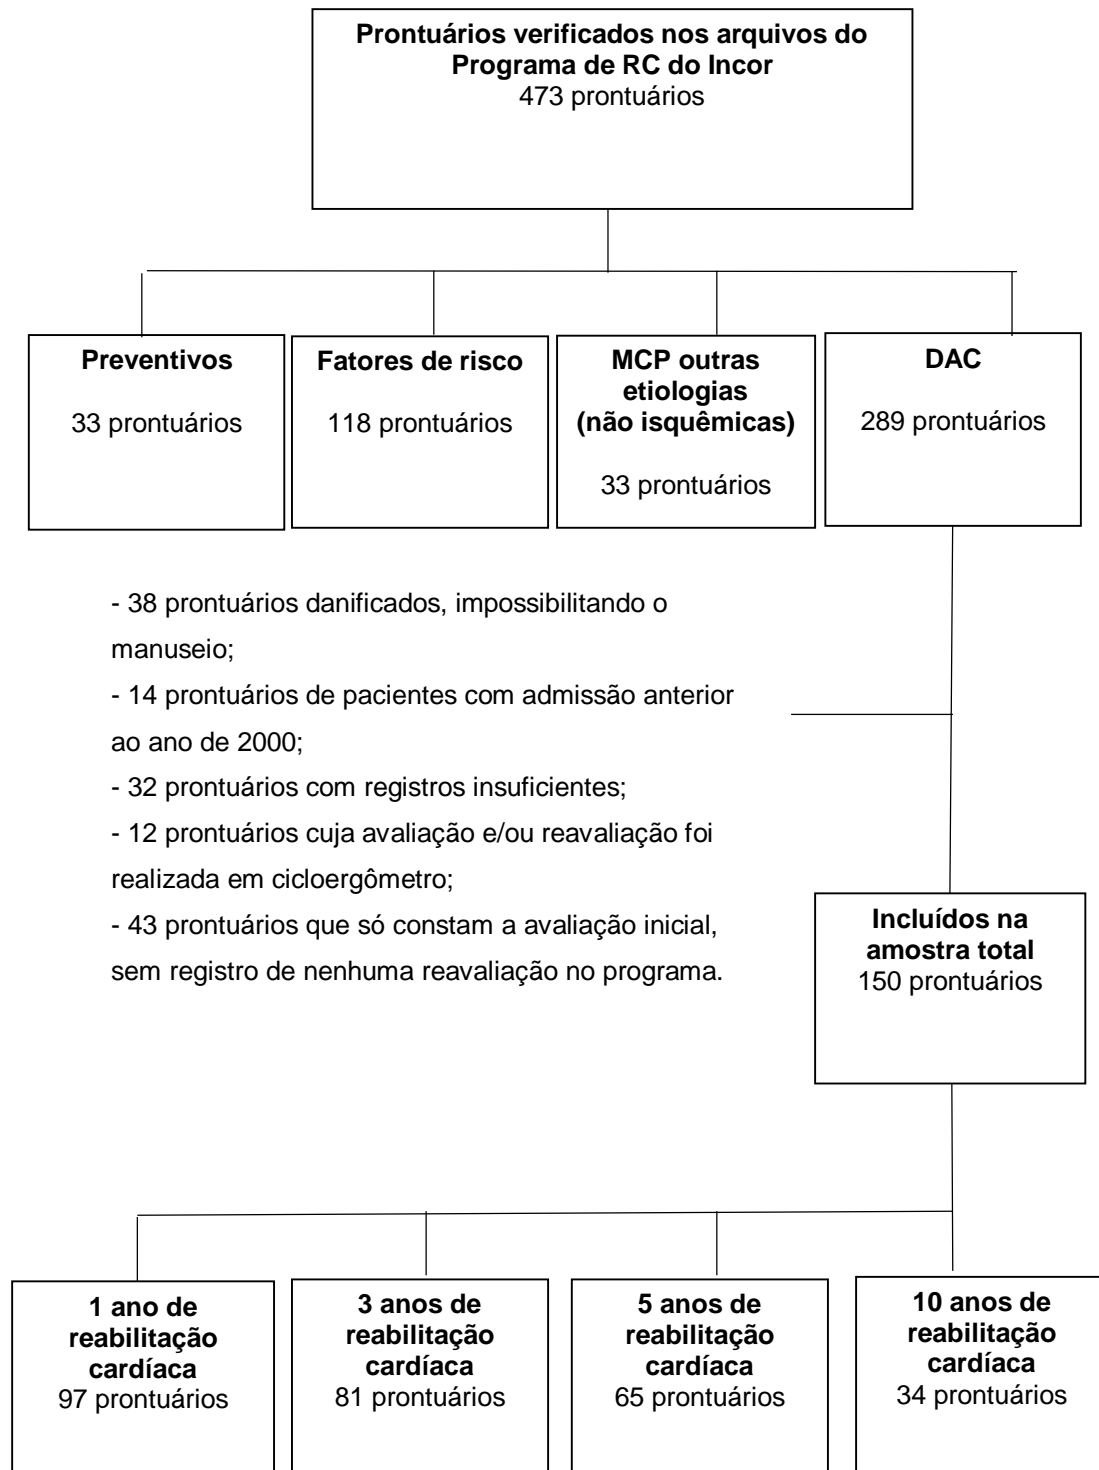 Prontuários verificados nos arquivos do
Programa de RC do Incor
473 prontuários
Preventivos
33 prontuários
Fatores de risco
118 prontuários
MCP outras
etiologias
(não isquêmicas)
33 prontuários
DAC
289 prontuários
- 38 prontuários danificados, impossibilitando o
manuseio;
- 14 prontuários de pacientes com admissão anterior
ao ano de 2000;
- 32 prontuários com registros insuficientes;
- 12 prontuários cuja avaliação e/ou reavaliação foi
realizada em cicloergômetro;
- 43 prontuários que só constam a avaliação inicial,
sem registro de nenhuma reavaliação no programa.
Incluídos na
amostra total
150 prontuários
1 ano de
reabilitação
cardíaca
97 prontuários
3 anos de
reabilitação
cardíaca
81 prontuários
5 anos de
reabilitação
cardíaca
65 prontuários
10 anos de
reabilitação
cardíaca
34 prontuários